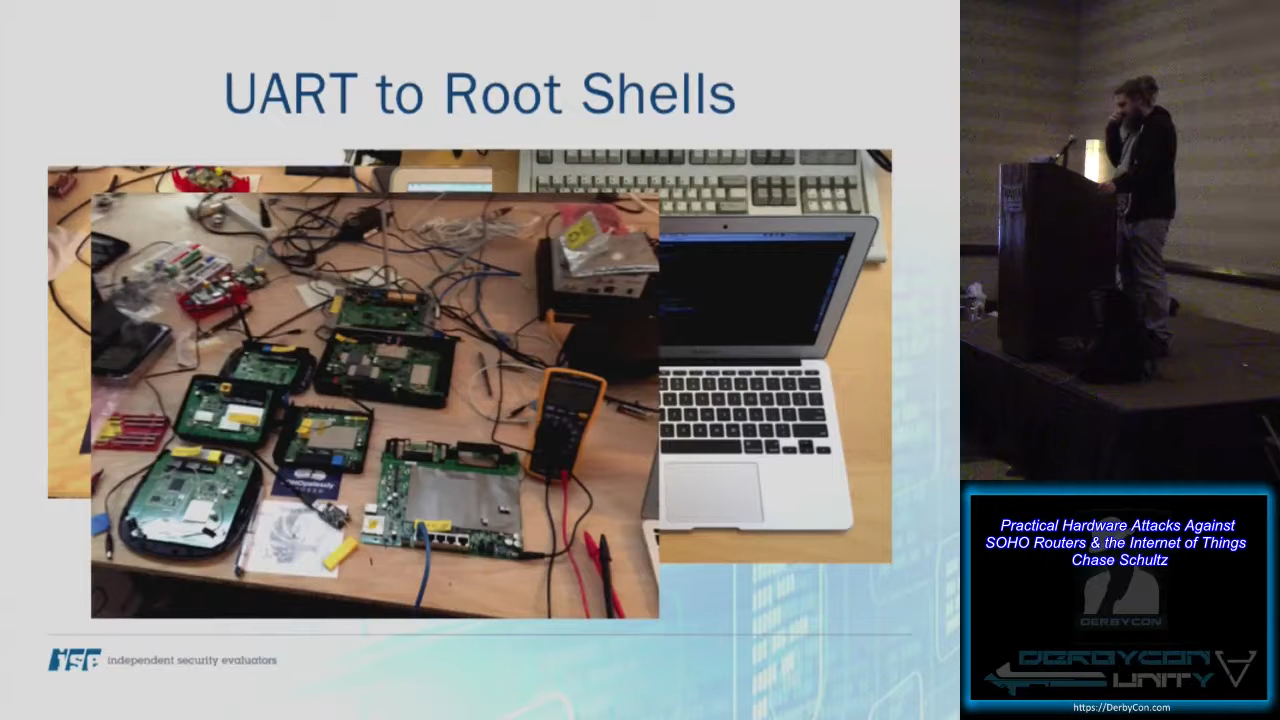 UART to Root Shells
ise independent security evaluators
Practical Hardware Attacks Against
SOHO Routers & the Internet of Things
Chase Schultz
DERBYCON
DERBYCON
UNITY
https://DerbyCon.com